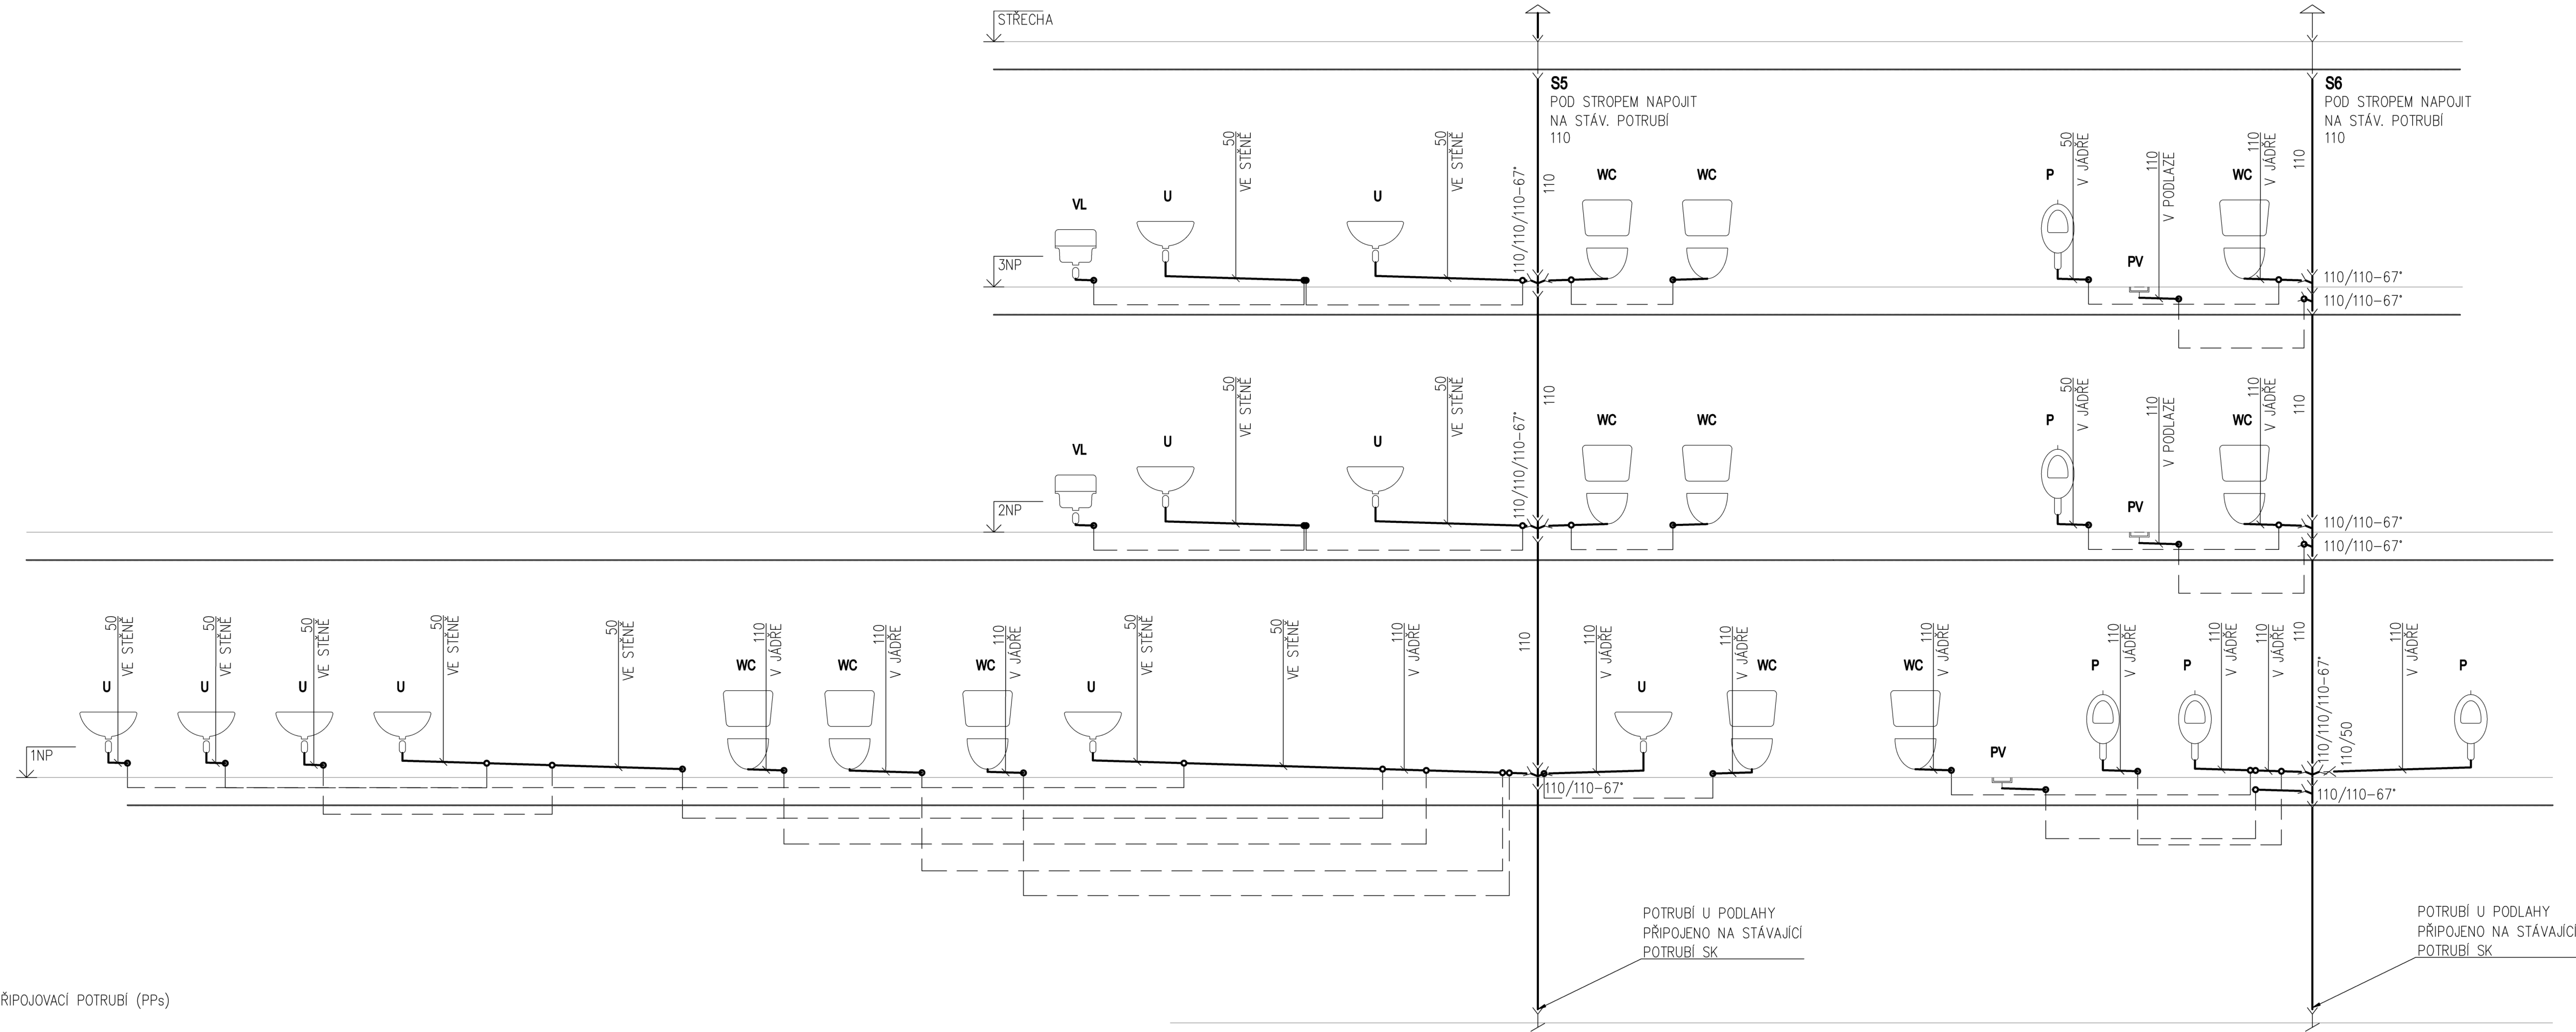 STŘECHA
S5
POD STROPEM NAPOJIT
NA STÁV. POTRUBÍ
110
S6
POD STROPEM NAPOJIT
NA STÁV. POTRUBÍ
110
50
VE STĚNĚ
50
VE STĚNĚ
110/110/110-67°
110
50
V JÁDŘE
110
V PODLAZE
110
V JÁDŘE
110
VL
U
U
WC
WC
P
PV
WC
3NP
110/110-67°
110/110-67°
50
VE STĚNĚ
50
VE STĚNĚ
110/110/110-67°
110
50
V JÁDŘE
110
V PODLAZE
110
V JÁDŘE
110
VL
U
U
WC
WC
P
PV
WC
2NP
110/110-67°
110/110-67°
50
VE STĚNĚ
50
VE STĚNĚ
50
VE STĚNĚ
50
VE STĚNĚ
50
VE STĚNĚ
110
V JÁDŘE
110
V JÁDŘE
110
V JÁDŘE
50
VE STĚNĚ
50
VE STĚNĚ
110
V JÁDŘE
110
110
V JÁDŘE
110
V JÁDŘE
110
V JÁDŘE
110
V JÁDŘE
110
V JÁDŘE
110
V JÁDŘE
110
110/110/110-67°
110/50
110
V JÁDŘE
U
U
U
U
WC
WC
WC
U
U
WC
WC
PV
P
P
P
1NP
110/110-67°
110/110-67°
POTRUBÍ U PODLAHY
PŘIPOJENO NA STÁVAJÍCÍ
POTRUBÍ SK
POTRUBÍ U PODLAHY
PŘIPOJENO NA STÁVAJÍCÍ
POTRUBÍ SK
ŘIPOJOVACÍ POTRUBÍ (PPs)